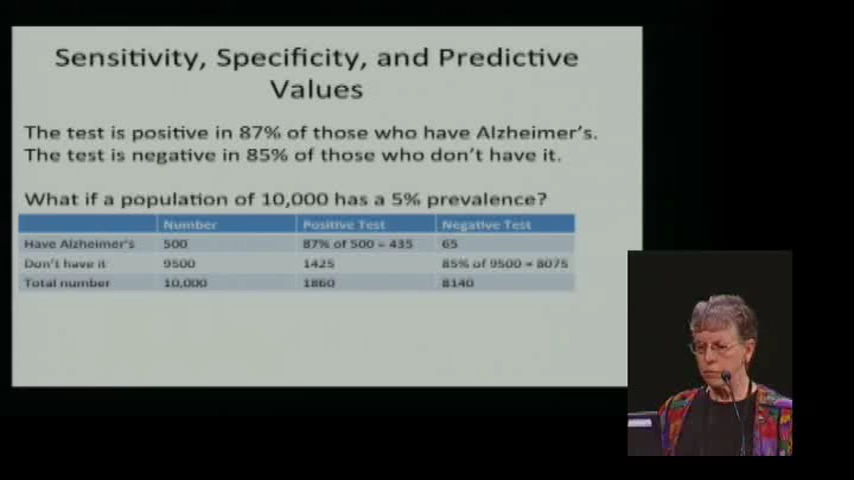 Sensitivity, Specificity, and Predictive
Values
The test is positive in 87% of those who have Alzheimer's.
The test is negative in 85% of those who don't have it.
What if a population of 10,000 has a 5% prevalence?
Number Positive Test Negative Test
Have Alzheimer's 500 87% of 500 = 435 65
Don't have it 9500 1425 85% of 9500 = 8075
Total number 10,000 1860 8140